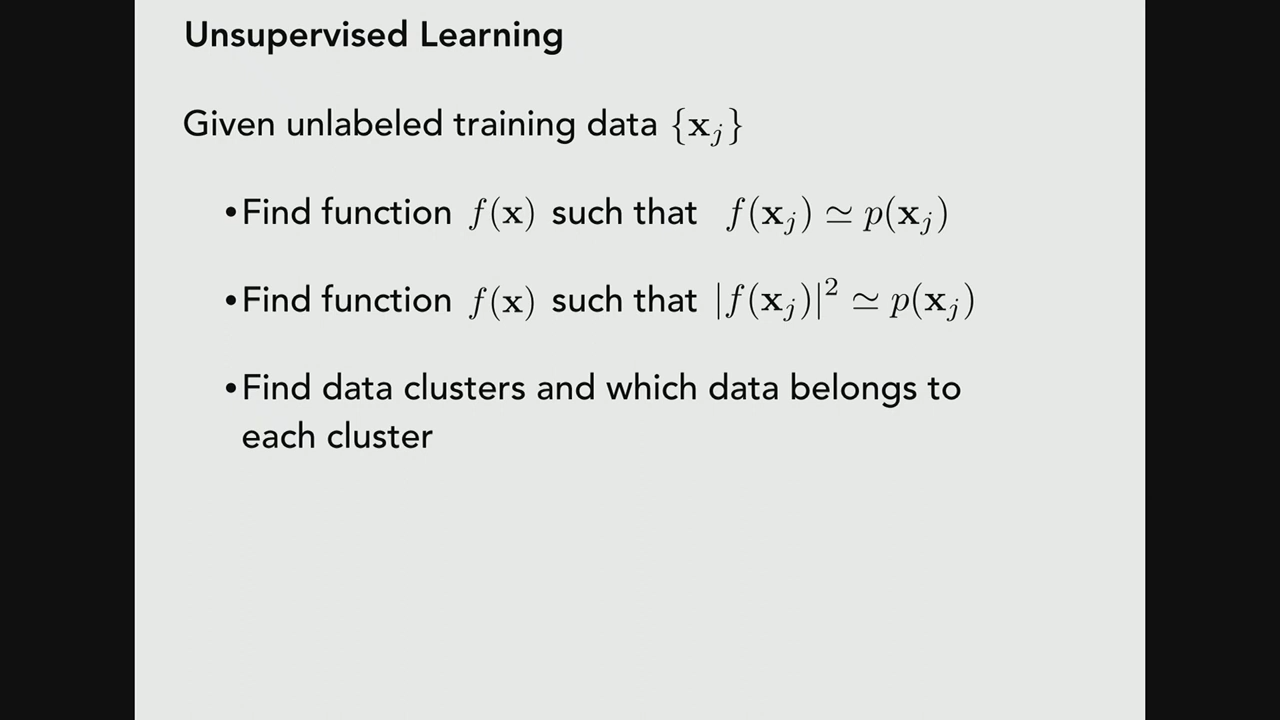 Unsupervised Learning
Given unlabeled training data {x_j}
•Find function f(x) such that f(x_j) ≃ p(x_j)
•Find function f(x) such that |f(x_j)|² ≃ p(x_j)
•Find data clusters and which data belongs to
each cluster